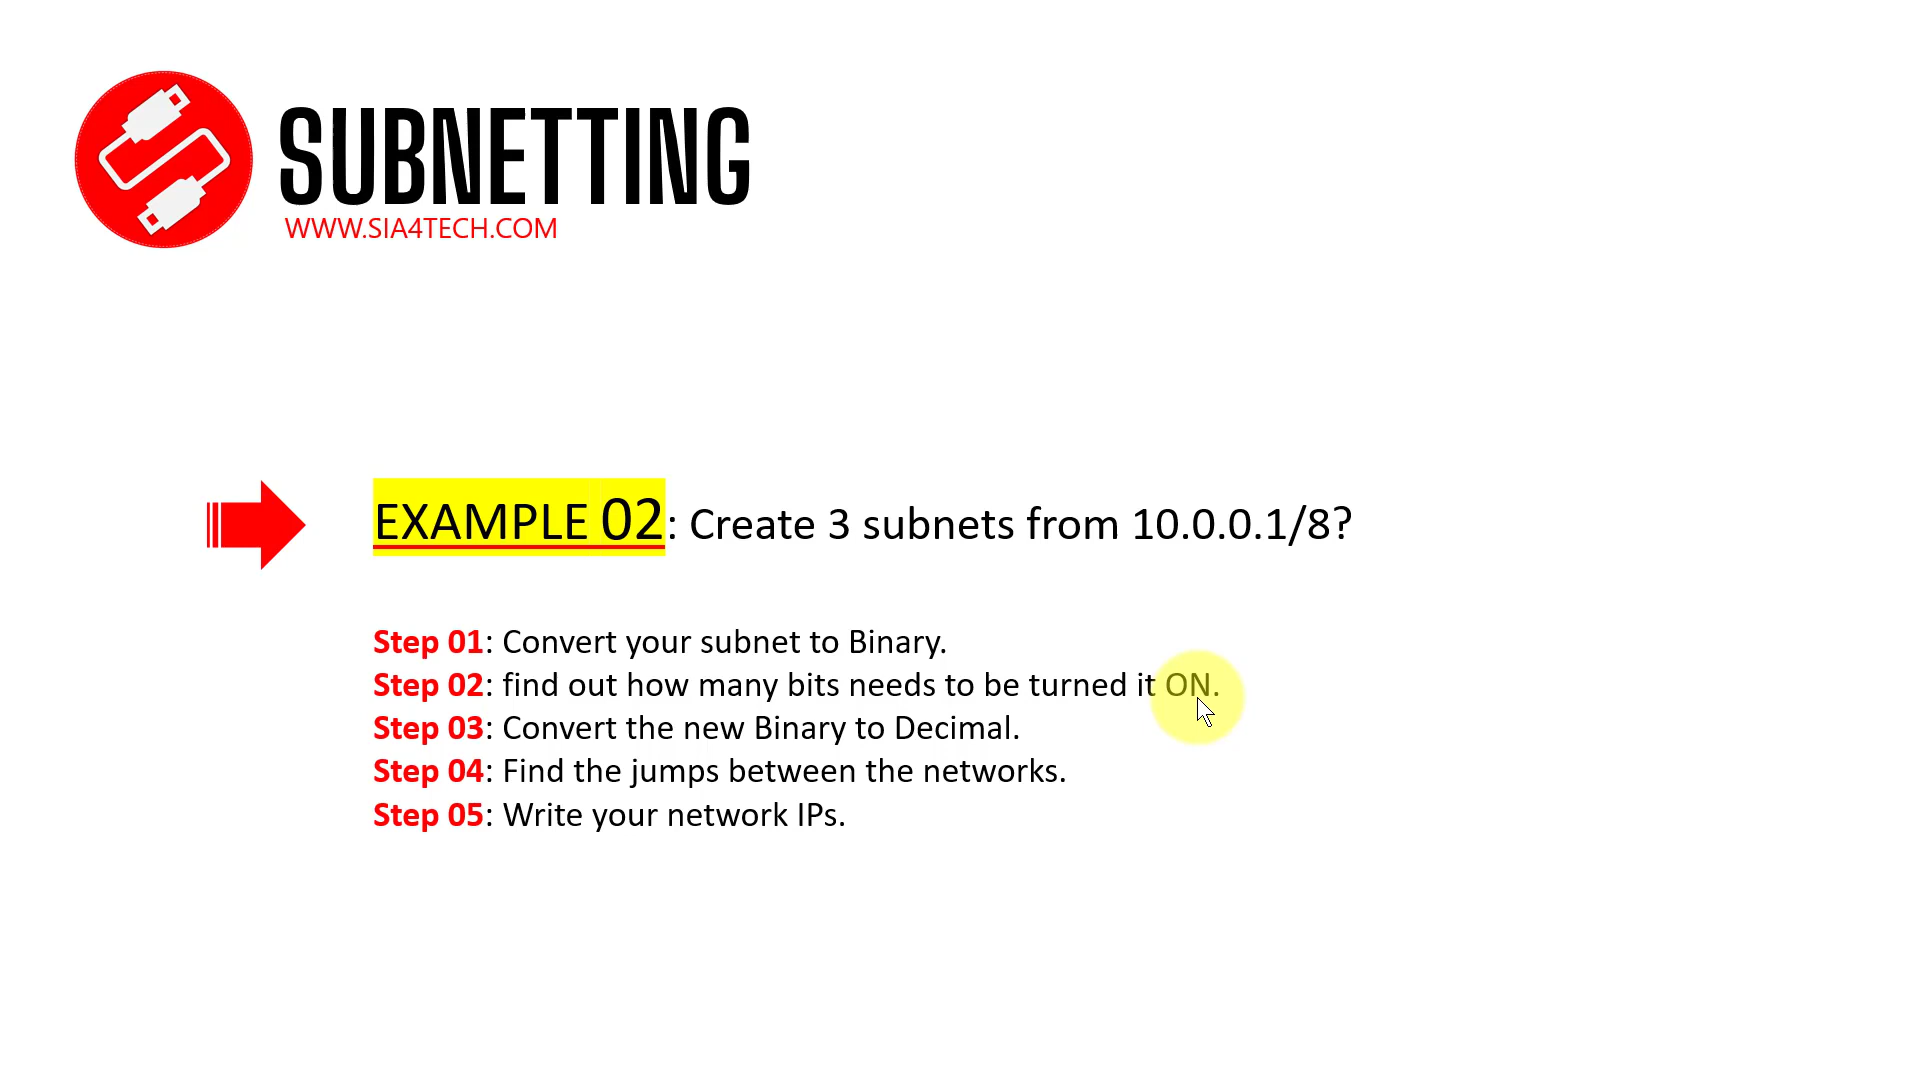 SUBNETTING
WWW.SIA4TECH.COM
EXAMPLE 02: Create 3 subnets from 10.0.0.1/8?
Step 01: Convert your subnet to Binary.
Step 02: find out how many bits needs to be turned it ON.
Step 03: Convert the new Binary to Decimal.
Step 04: Find the jumps between the networks.
Step 05: Write your network IPs.